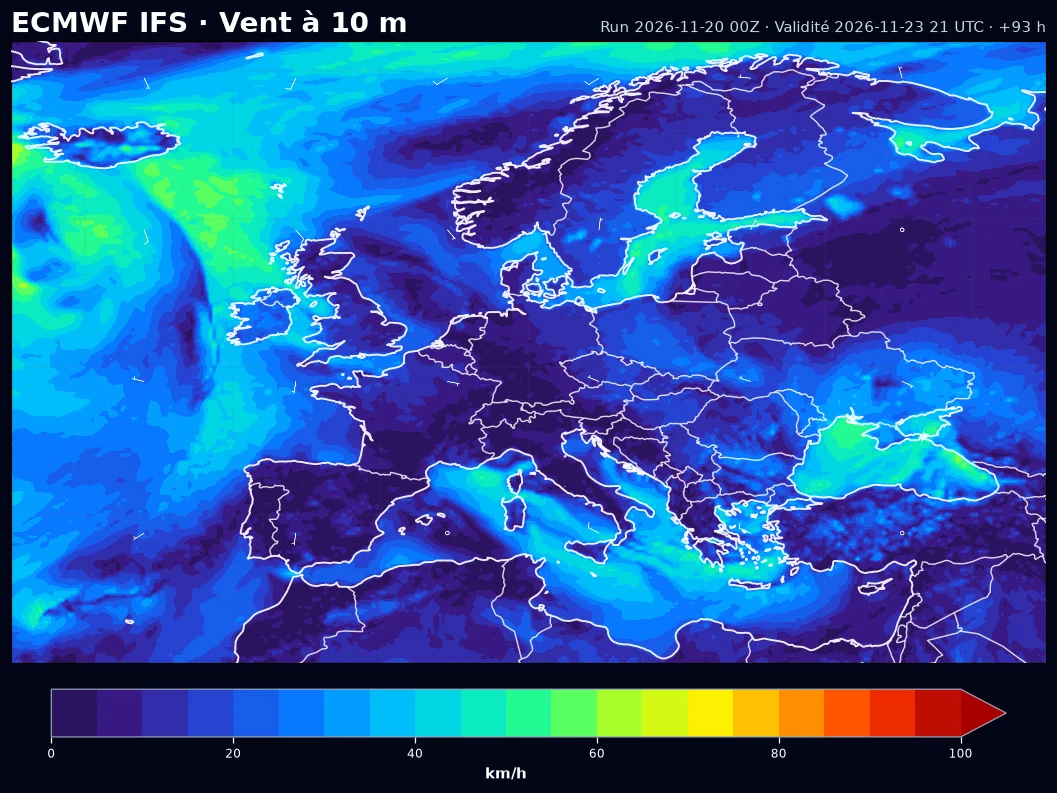 ECMWF IFS · Vent à 10 m
Run 2026-11-20 00Z · Validité 2026-11-23 21 UTC · +93 h
0 20 40 60 80 100
km/h